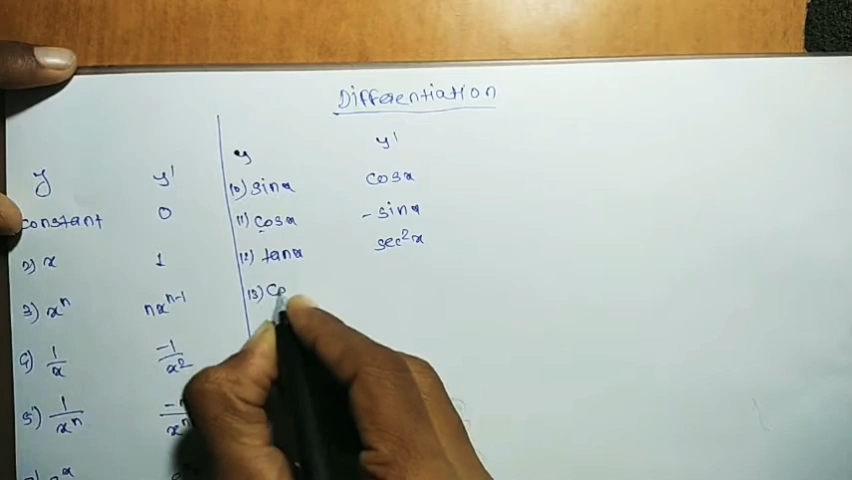 Differentiation
y y'
constant 0
2) x 1
3) xⁿ nxⁿ⁻¹
4) 1/x -1/x²
5) 1/xⁿ
y y'
10) sinx cosx
11) cosx -sinx
12) tanx sec²x
13) Co